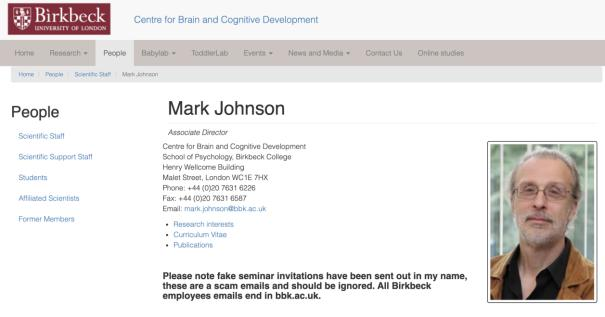 Birkbeck
UNIVERSITY OF LONDON
Centre for Brain and Cognitive Development
Home Research People Babylab ToddlerLab Events News and Media Contact Us Online studies
Home People Scientific Staff Mark Johnson
People
Scientific Staff
Scientific Support Staff
Students
Affiliated Scientists
Former Members
Mark Johnson
Associate Director
Centre for Brain and Cognitive Development
School of Psychology, Birkbeck College
Henry Wellcome Building
Malet Street, London WC1E 7HX
Phone: +44 (0)20 7631 6226
Fax: +44 (0)20 7631 6587
Email: mark.johnson@bbk.ac.uk
• Research interests
• Curriculum Vitae
• Publications
Please note fake seminar invitations have been sent out in my name,
these are a scam emails and should be ignored. All Birkbeck
employees emails end in bbk.ac.uk.